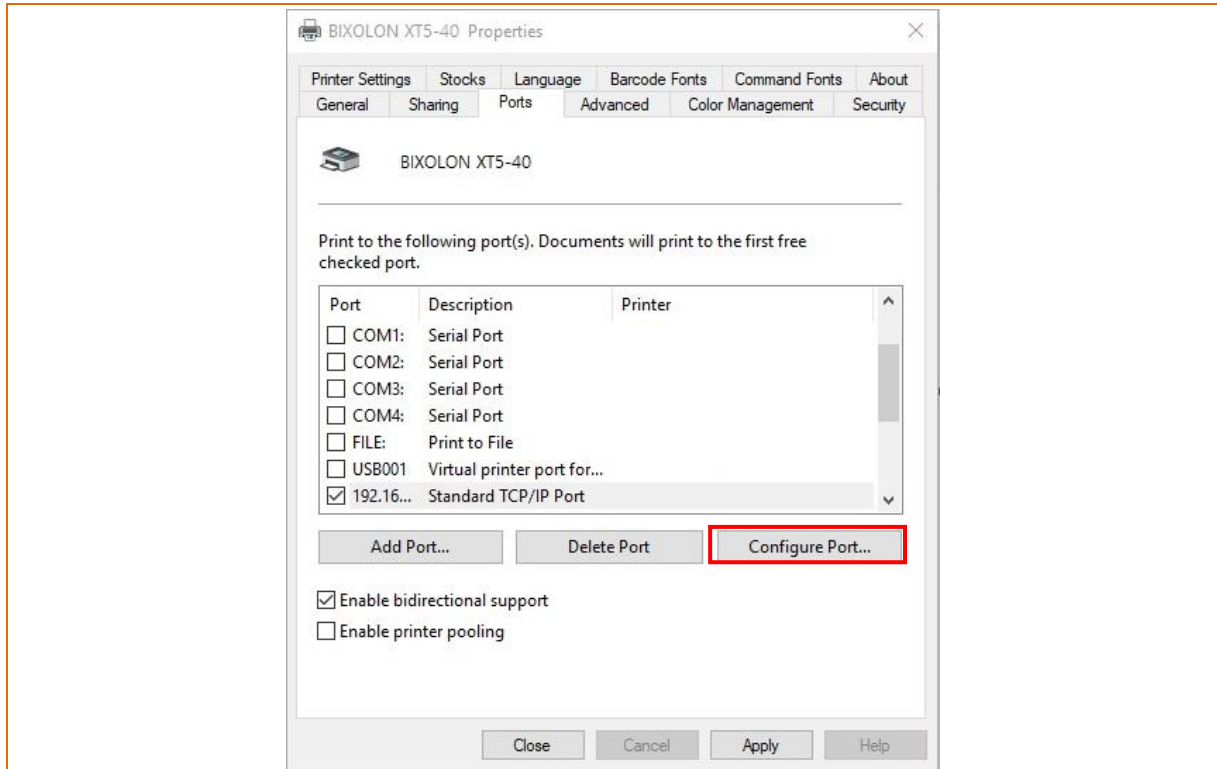 BIXOLON XT5-40 Properties
Printer Settings Stocks Language Barcode Fonts Command Fonts About
General Sharing Ports Advanced Color Management Security
BIXOLON XT5-40
Print to the following port(s). Documents will print to the first free
checked port.
Port Description Printer
COM1: Serial Port
COM2: Serial Port
COM3: Serial Port
COM4: Serial Port
FILE: Print to File
USB001 Virtual printer port for...
192.16... Standard TCP/IP Port
Add Port... Delete Port Configure Port...
Enable bidirectional support
Enable printer pooling
Close Cancel Apply Help